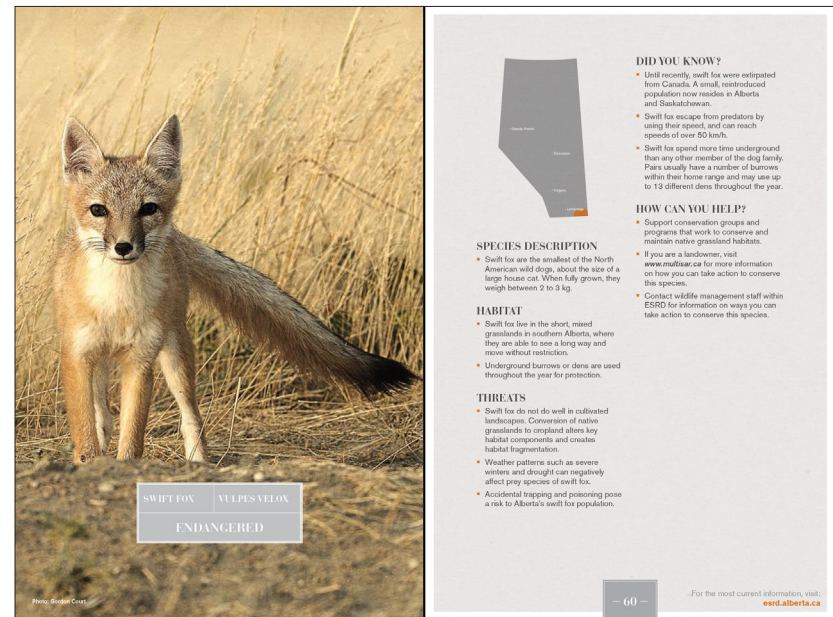 SWIFT FOX
VULPES VELOX
ENDANGERED
Photo: Gordon Court
Grande Prairie
Edmonton
Calgary
Lethbridge
SPECIES DESCRIPTION
• Swift fox are the smallest of the North
American wild dogs, about the size of a
large house cat. When fully grown, they
weigh between 2 to 3 kg.
HABITAT
• Swift fox live in the short, mixed
grasslands in southern Alberta, where
they are able to see a long way and
move without restriction.
• Underground burrows or dens are used
throughout the year for protection.
THREATS
• Swift fox do not do well in cultivated
landscapes. Conversion of native
grasslands to cropland alters key
habitat components and creates
habitat fragmentation.
• Weather patterns such as severe
winters and drought can negatively
affect prey species of swift fox.
• Accidental trapping and poisoning pose
a risk to Alberta's swift fox population.
DID YOU KNOW?
• Until recently, swift fox were extirpated
from Canada. A small, reintroduced
population now resides in Alberta
and Saskatchewan.
• Swift fox escape from predators by
using their speed, and can reach
speeds of over 50 km/h.
• Swift fox spend more time underground
than any other member of the dog family.
Pairs usually have a number of burrows
within their home range and may use up
to 13 different dens throughout the year.
HOW CAN YOU HELP?
• Support conservation groups and
programs that work to conserve and
maintain native grassland habitats.
• If you are a landowner, visit
www.multisar.ca for more information
on how you can take action to conserve
this species.
• Contact wildlife management staff within
ESRD for information on ways you can
take action to conserve this species.
– 60 –
For the most current information, visit:
esrd.alberta.ca